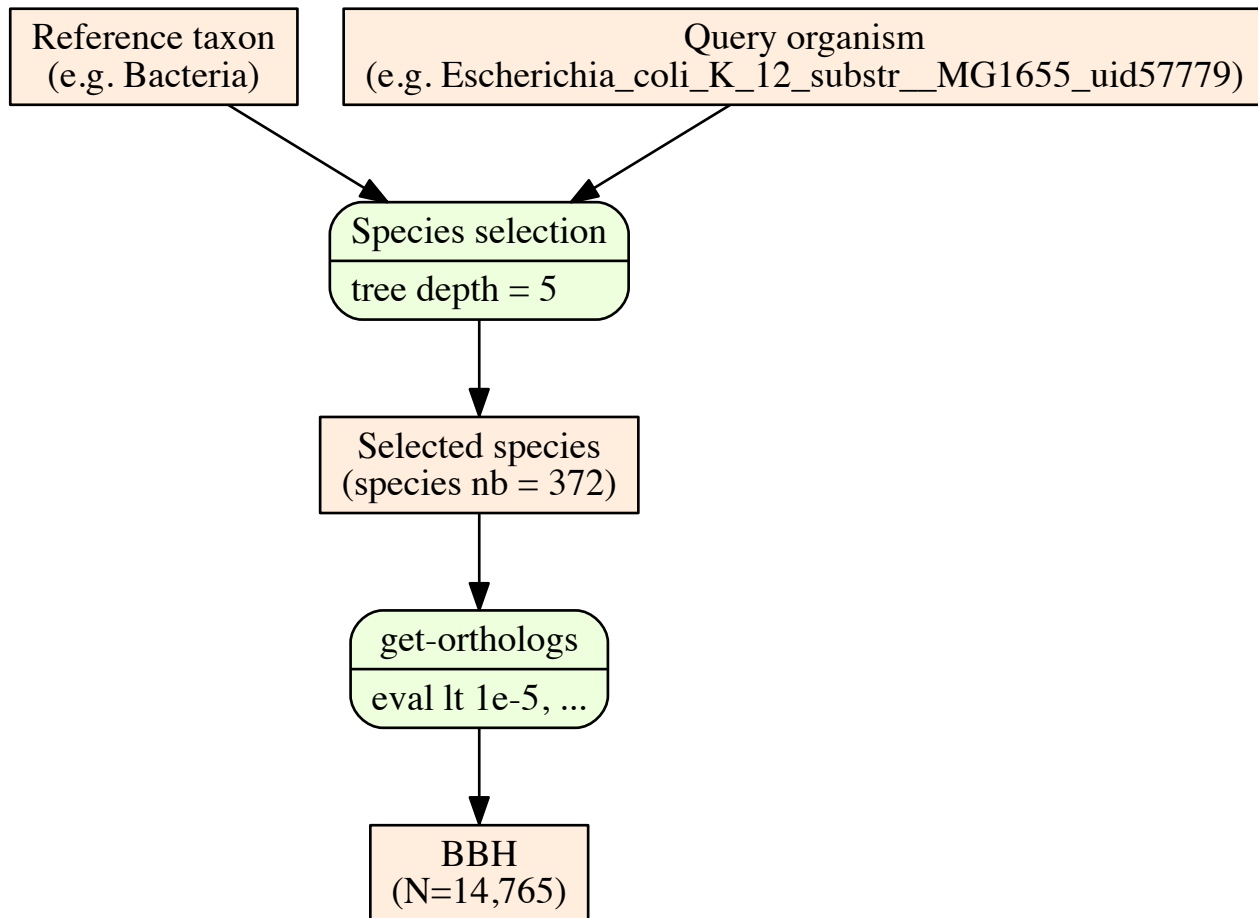 Reference taxon
(e.g. Bacteria)
Query organism
(e.g. Escherichia_coli_K_12_substr__MG1655_uid57779)
Species selection
tree depth = 5
Selected species
(species nb = 372)
get-orthologs
eval lt 1e-5, ...
BBH
(N=14,765)